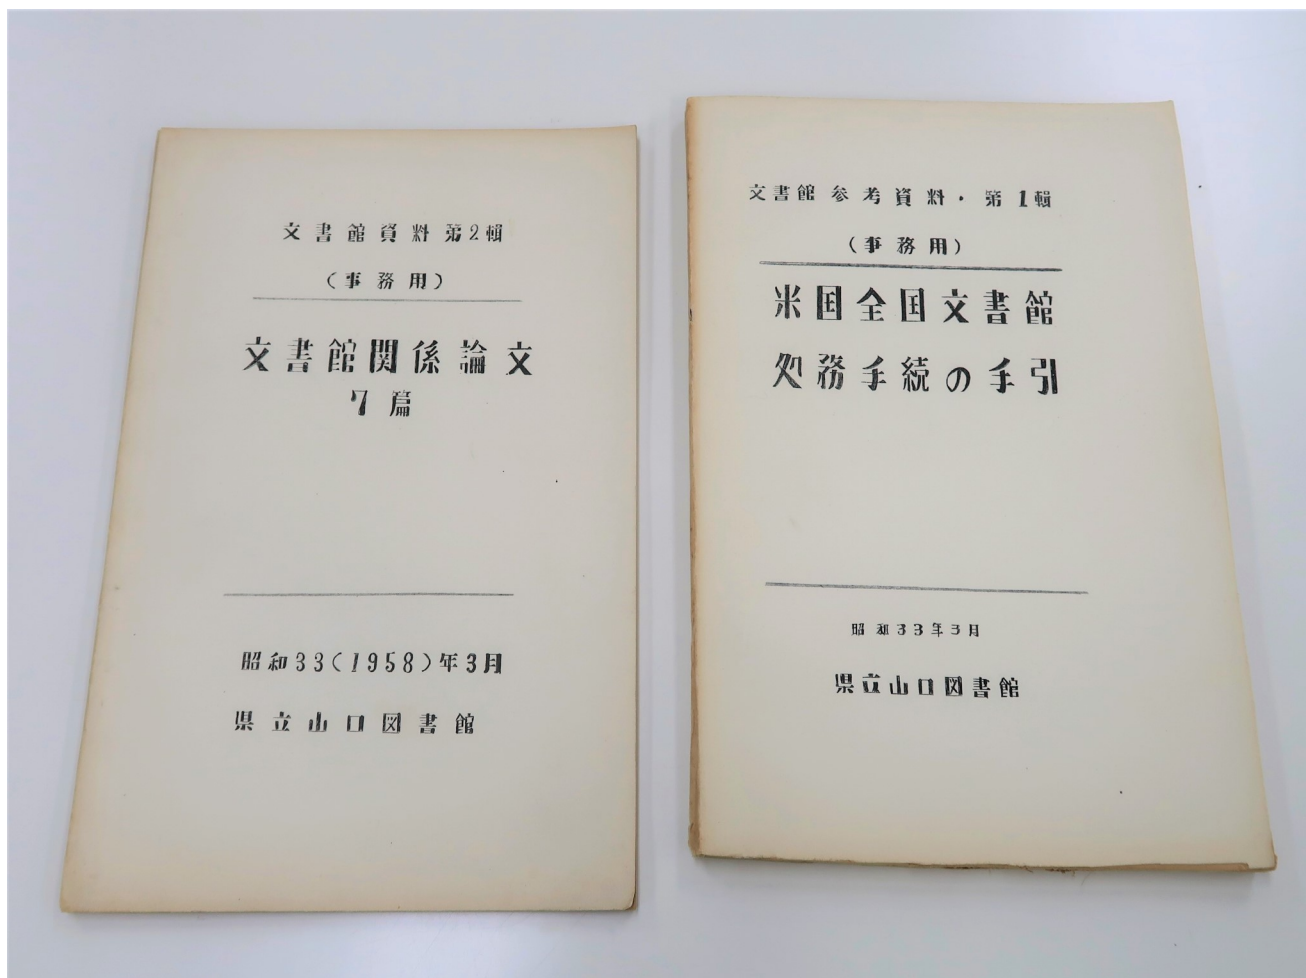 文書館資料第2輯
(事務用)
文書館関係論文
7篇
昭和33(1958)年3月
県立山口図書館
文書館参考資料・第1輯
(事務用)
米国全国文書館
処務手続の手引
昭和33年3月
県立山口図書館